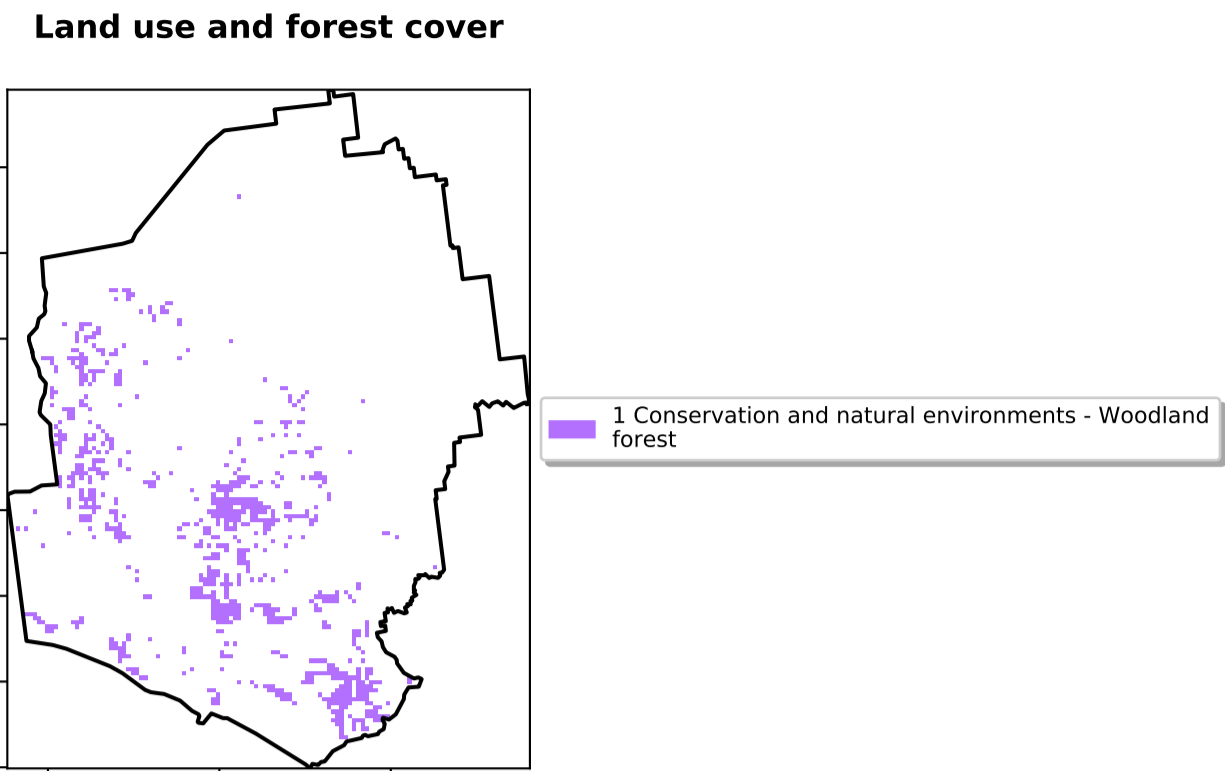 Land use and forest cover
1 Conservation and natural environments - Woodland
forest